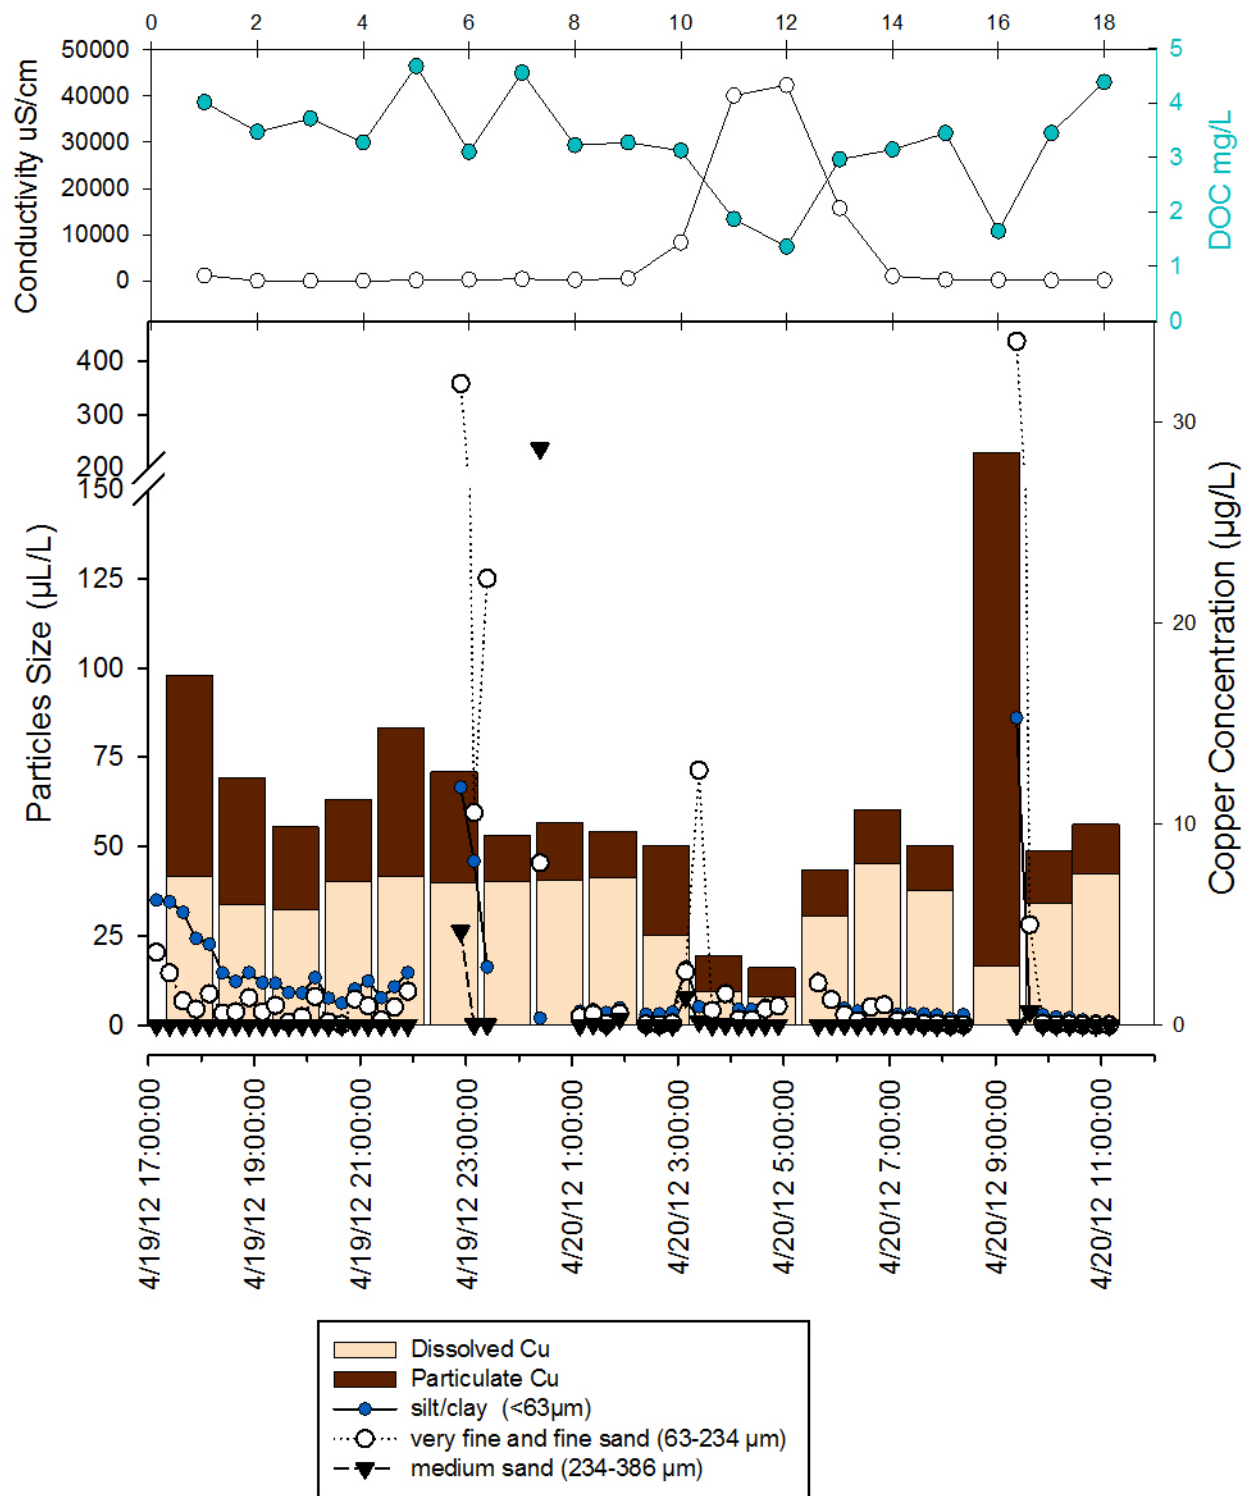 0 2 4 6 8 10 12 14 16 18
50000 5
40000 4
30000 3
20000
10000 2
0 1
0
Conductivity uS/cm
DOC mg/L
400
300 30
200
150
125
20
100
75
50 10
25
0 0
Particles Size (µL/L)
Copper Concentration (µg/L)
4/19/12 17:00:00
4/19/12 19:00:00
4/19/12 21:00:00
4/19/12 23:00:00
4/20/12 1:00:00
4/20/12 3:00:00
4/20/12 5:00:00
4/20/12 7:00:00
4/20/12 9:00:00
4/20/12 11:00:00
Dissolved Cu
Particulate Cu
silt/clay (<63µm)
very fine and fine sand (63-234 µm)
medium sand (234-386 µm)